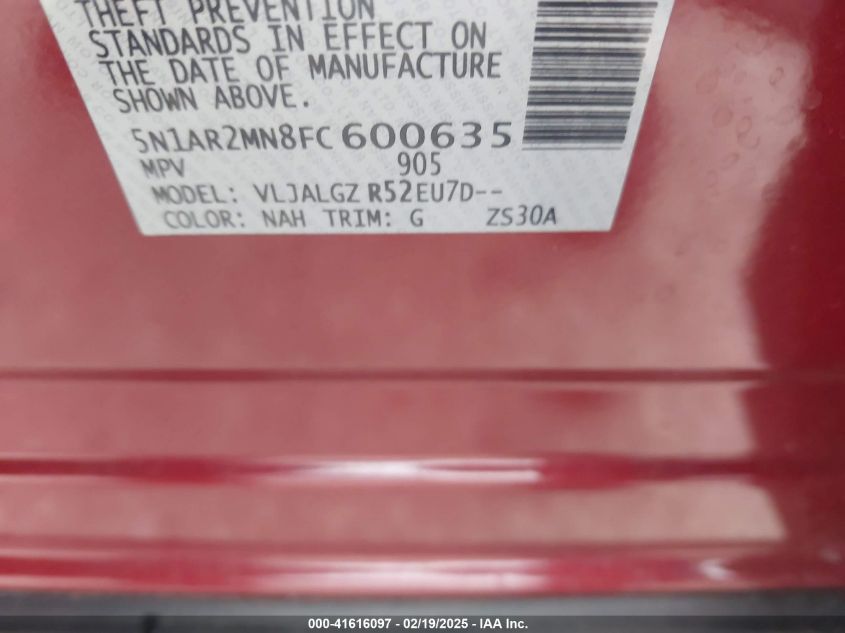 THEFT PREVENTION
STANDARDS IN EFFECT ON
THE DATE OF MANUFACTURE
SHOWN ABOVE.
5N1AR2MN8FC600635
MPV 905
MODEL: VLJALGZ R52EU7D--
COLOR: NAH TRIM: G ZS30A
000-41616097 - 02/19/2025 - IAA Inc.